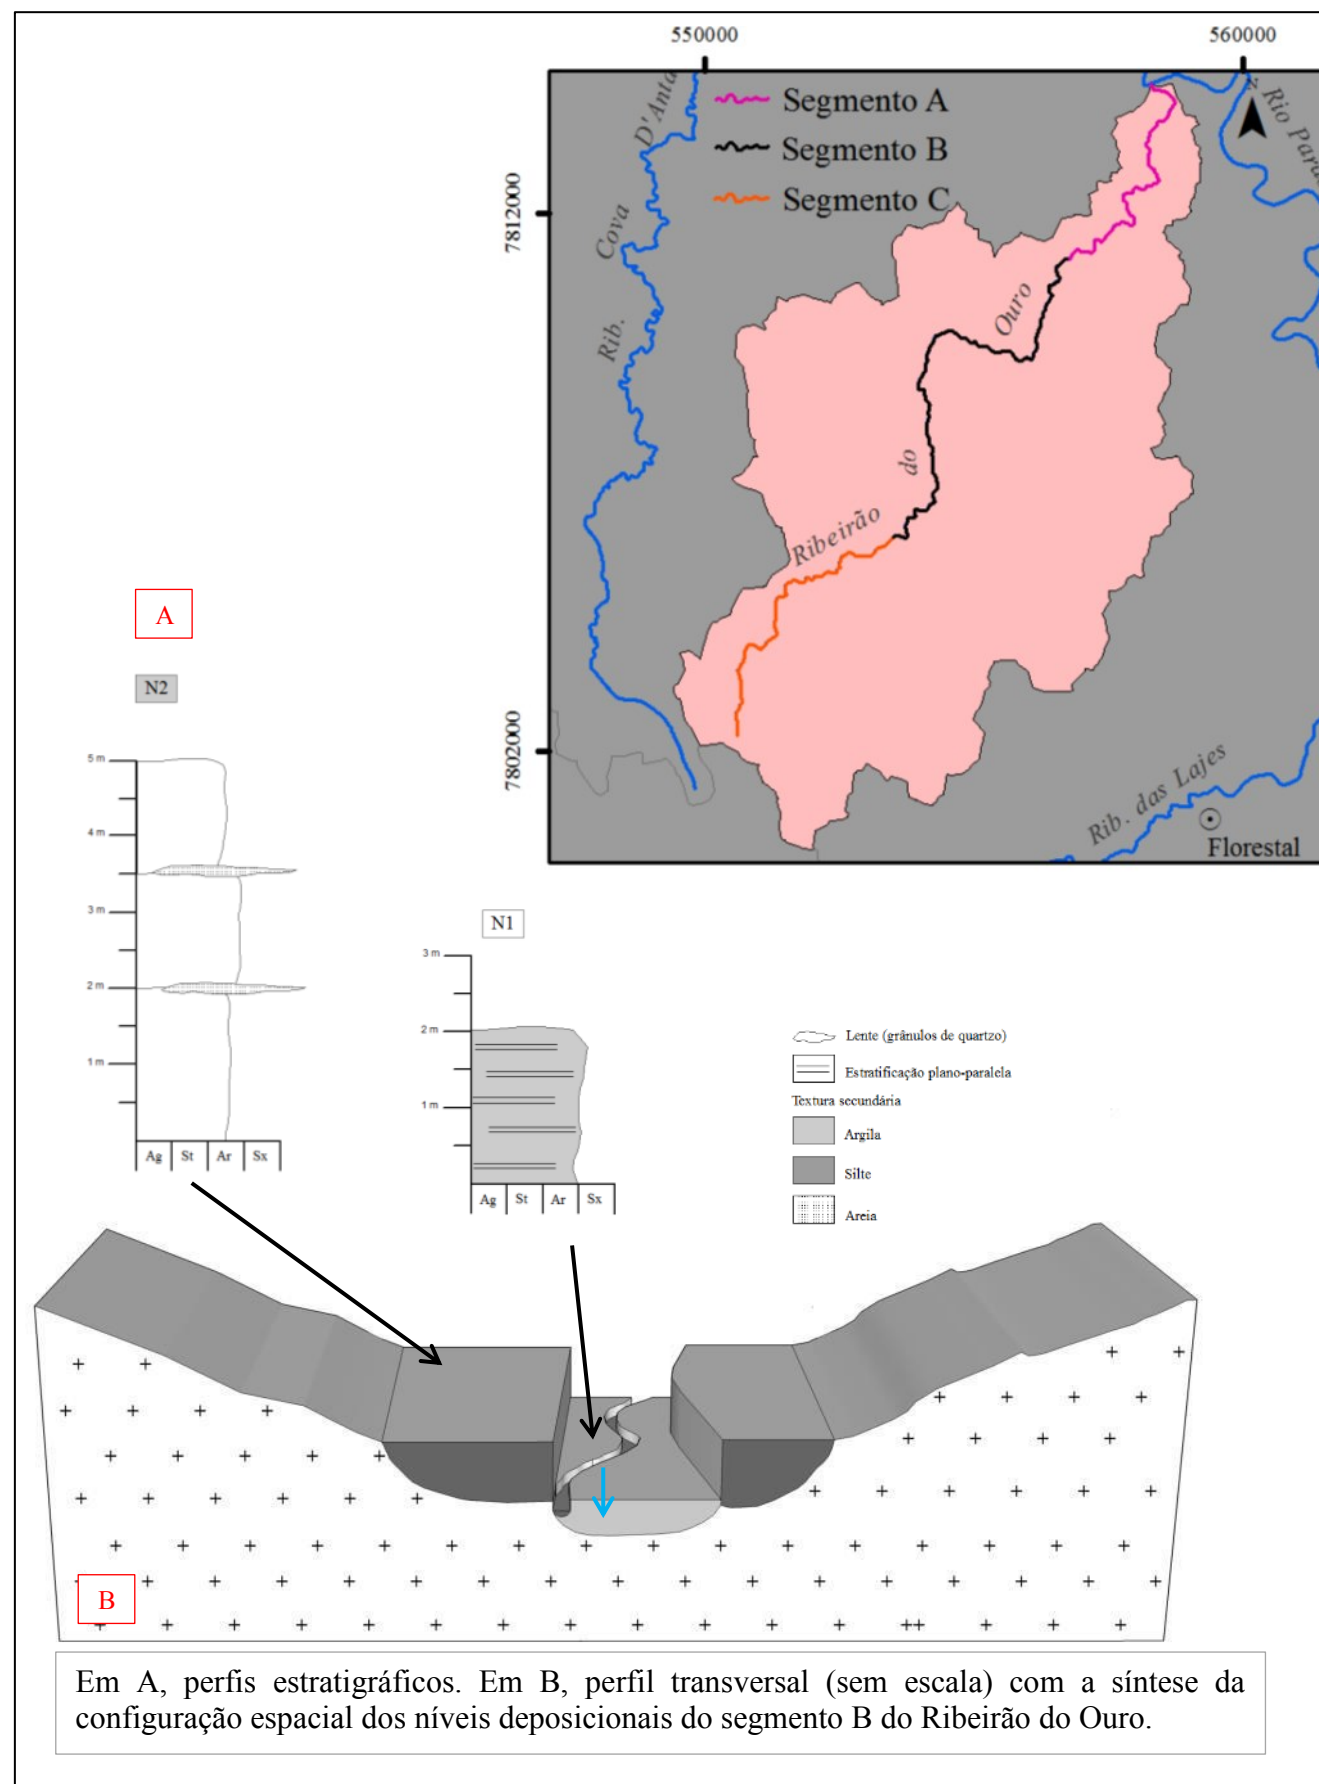 550000
560000
Segmento A
Segmento B
Segmento C
Rib. Cova D'Anta
N
7812000
7802000
Ribeirão do Ouro
Rib. das Lajes
Florestal
A
N2
5 m
4 m
3 m
2 m
1 m
Ag St Ar Sx
N1
3 m
2 m
1 m
Ag St Ar Sx
Lente (grânulos de quartzo)
Estratificação plano-paralela
Textura secundária
Argila
Silte
Areia
B
Em A, perfis estratigráficos. Em B, perfil transversal (sem escala) com a síntese da
configuração espacial dos níveis deposicionais do segmento B do Ribeirão do Ouro.